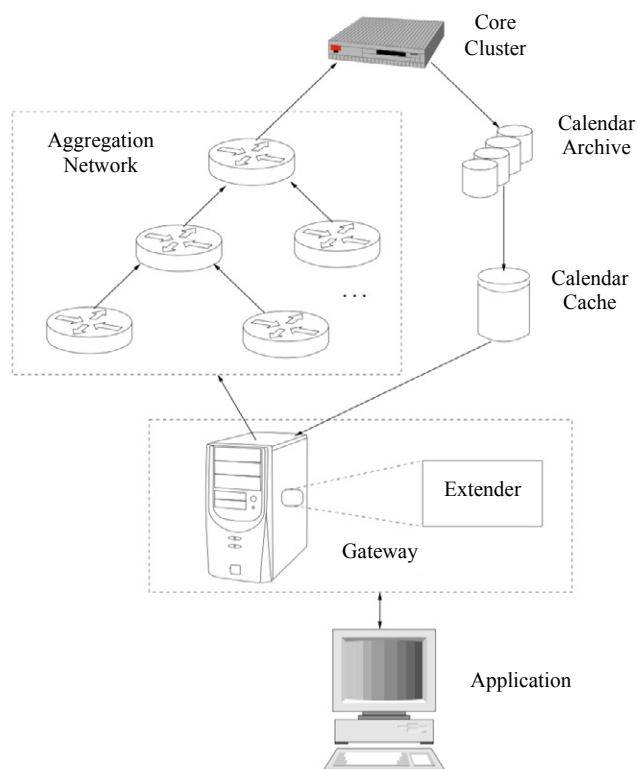 Core
Cluster
Aggregation
Network
Calendar
Archive
Calendar
Cache
. . .
Extender
Gateway
Application